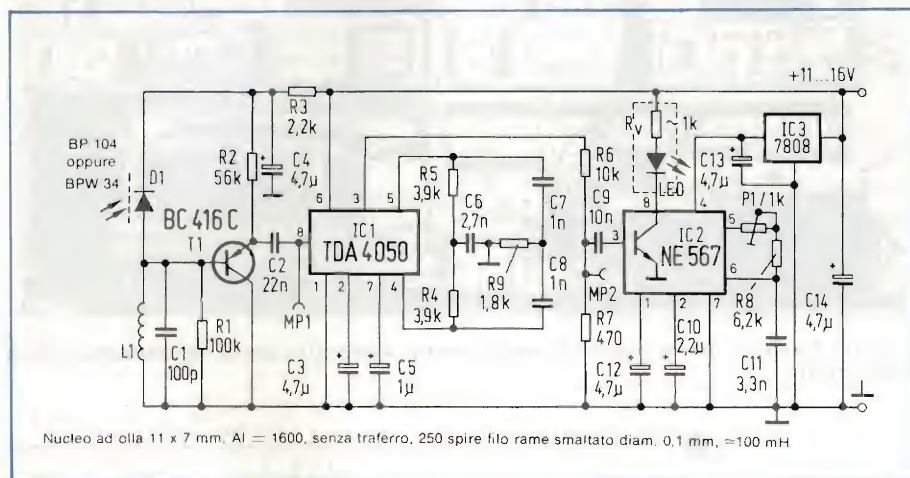 +11...16V
R3
2,2k
BP 104
oppure
BPW 34
D1
R2
56k
C4
4,7µ
BC 416 C
T1
C2
22n
MP1
L1
C1
100p
R1
100k
6
3
5
8
IC1
TDA 4050
1
2
7
4
C3
4,7µ
C5
1µ
R5
3,9k
R4
3,9k
C6
2,7n
R9
1,8k
C7
1n
C8
1n
R6
10k
C9
10n
MP2
R7
470
Rv
~1k
LED
C13
4,7µ
IC3
7808
8
4
3
IC2
NE 567
5
6
P1/1k
R8
6,2k
1
2
7
C12
4,7µ
C10
2,2µ
C11
3,3n
C14
4,7µ
Nucleo ad olla 11 x 7 mm, Al = 1600, senza traferro, 250 spire filo rame smaltato diam. 0,1 mm, ≃100 mH